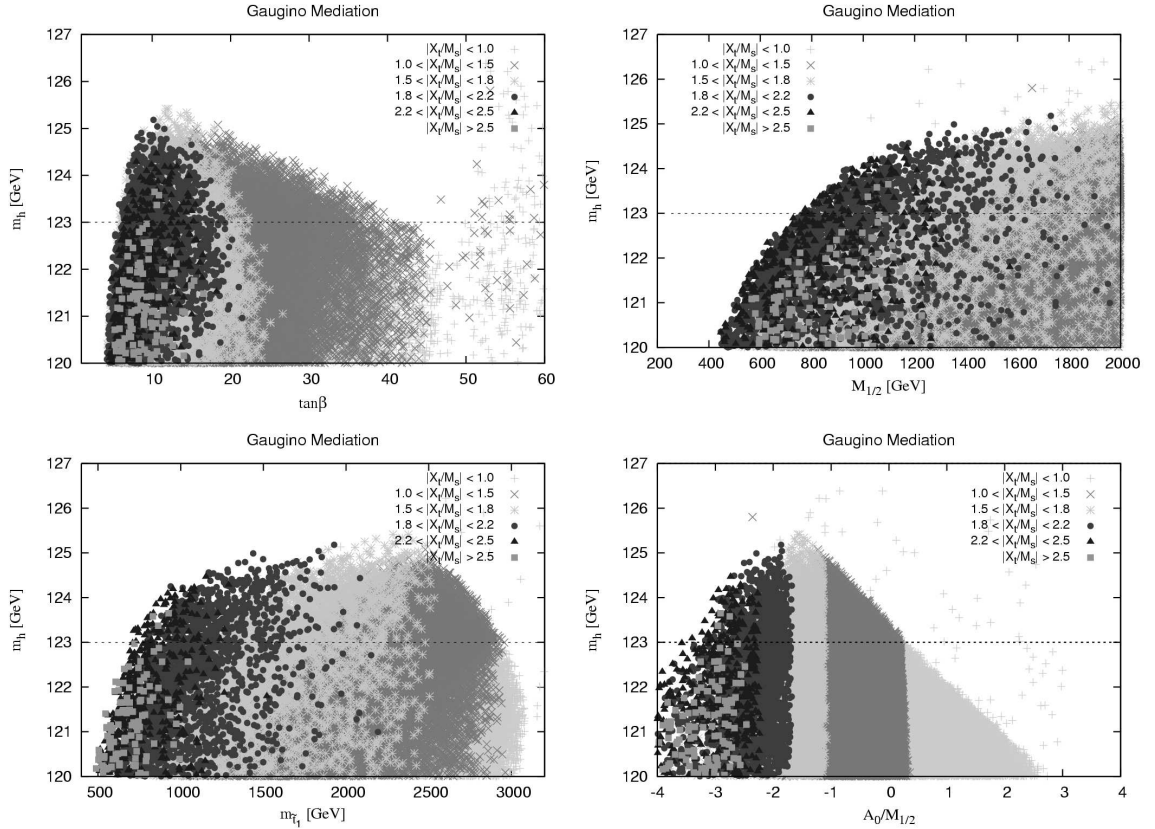 Gaugino Mediation
127
126
125
124
123
122
121
120
m_h [GeV]
|X_t/M_s| < 1.0
1.0 < |X_t/M_s| < 1.5
1.5 < |X_t/M_s| < 1.8
1.8 < |X_t/M_s| < 2.2
2.2 < |X_t/M_s| < 2.5
|X_t/M_s| > 2.5
10 20 30 40 50 60
tanβ
Gaugino Mediation
127
126
125
124
123
122
121
120
m_h [GeV]
|X_t/M_s| < 1.0
1.0 < |X_t/M_s| < 1.5
1.5 < |X_t/M_s| < 1.8
1.8 < |X_t/M_s| < 2.2
2.2 < |X_t/M_s| < 2.5
|X_t/M_s| > 2.5
200 400 600 800 1000 1200 1400 1600 1800 2000
M_{1/2} [GeV]
Gaugino Mediation
127
126
125
124
123
122
121
120
m_h [GeV]
|X_t/M_s| < 1.0
1.0 < |X_t/M_s| < 1.5
1.5 < |X_t/M_s| < 1.8
1.8 < |X_t/M_s| < 2.2
2.2 < |X_t/M_s| < 2.5
|X_t/M_s| > 2.5
500 1000 1500 2000 2500 3000
m_{t̃_1} [GeV]
Gaugino Mediation
127
126
125
124
123
122
121
120
m_h [GeV]
|X_t/M_s| < 1.0
1.0 < |X_t/M_s| < 1.5
1.5 < |X_t/M_s| < 1.8
1.8 < |X_t/M_s| < 2.2
2.2 < |X_t/M_s| < 2.5
|X_t/M_s| > 2.5
-4 -3 -2 -1 0 1 2 3 4
A_0/M_{1/2}